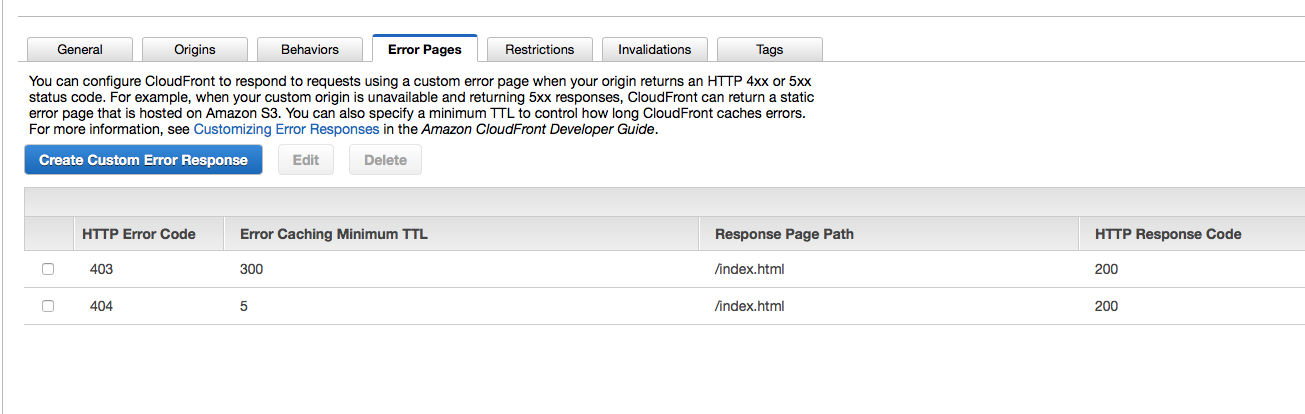 General Origins Behaviors Error Pages Restrictions Invalidations Tags
You can configure CloudFront to respond to requests using a custom error page when your origin returns an HTTP 4xx or 5xx
status code. For example, when your custom origin is unavailable and returning 5xx responses, CloudFront can return a static
error page that is hosted on Amazon S3. You can also specify a minimum TTL to control how long CloudFront caches errors.
For more information, see Customizing Error Responses in the Amazon CloudFront Developer Guide.
Create Custom Error Response Edit Delete
HTTP Error Code Error Caching Minimum TTL Response Page Path HTTP Response Code
403 300 /index.html 200
404 5 /index.html 200